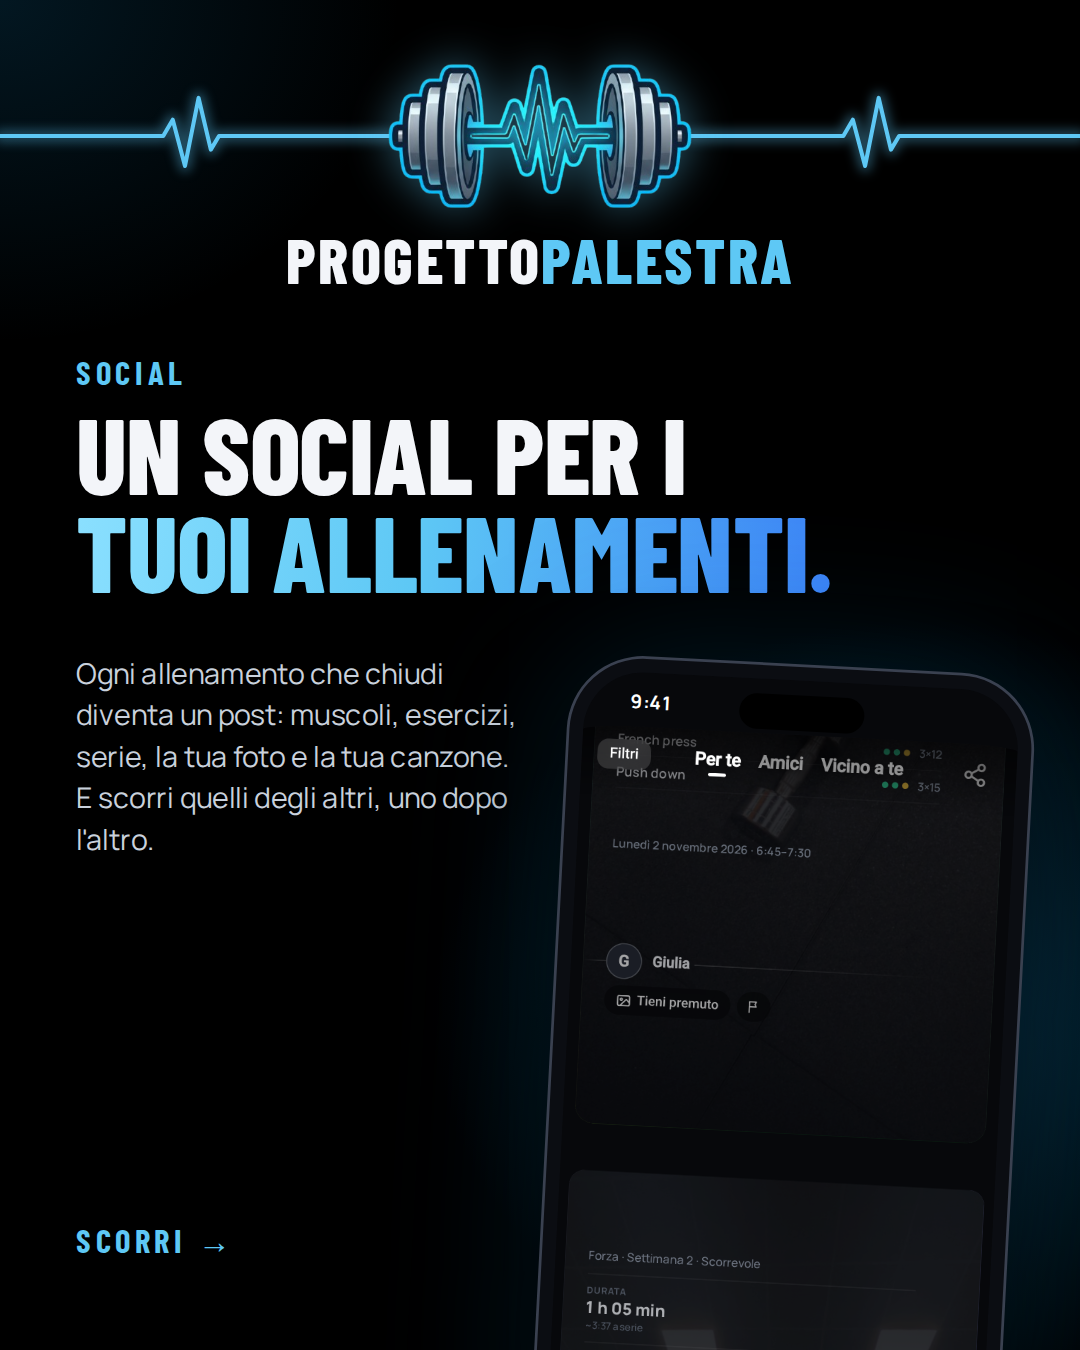 PROGETTOPALESTRA
SOCIAL
UN SOCIAL PER I
TUOI ALLENAMENTI.
Ogni allenamento che chiudi
diventa un post: muscoli, esercizi,
serie, la tua foto e la tua canzone.
E scorri quelli degli altri, uno dopo
l'altro.
SCORRI →
9:41
French press 3×12
Filtri Per te Amici Vicino a te
Push down 3×15
Lunedì 2 novembre 2026 · 6:45–7:30
G Giulia
Tieni premuto
Forza · Settimana 2 · Scorrevole
DURATA
1 h 05 min
~3:37 a serie